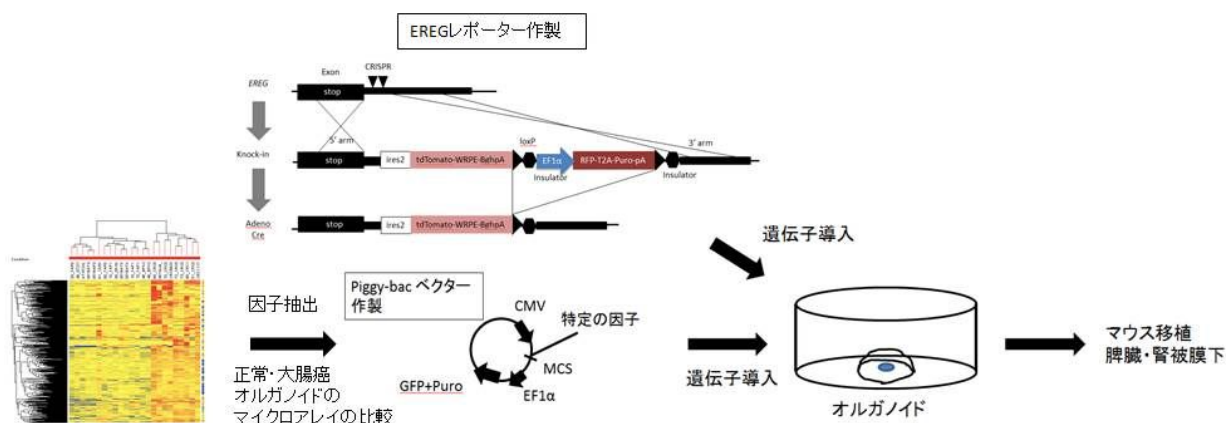 EREGレポーター作製
CRISPR
Exon
EREG
stop
5' arm
loxP
3' arm
Knock-in
stop
ires2
tdTomato-WRPE-BghpA
EF1α
RFP-T2A-Puro-pA
Insulator
Insulator
Adeno
Cre
stop
ires2
tdTomato-WRPE-BghpA
遺伝子導入
因子抽出
正常・大腸癌
オルガノイドの
マイクロアレイの比較
Piggy-bac ベクター
作製
CMV
特定の因子
MCS
EF1α
GFP+Puro
遺伝子導入
オルガノイド
マウス移植
脾臓・腎被膜下